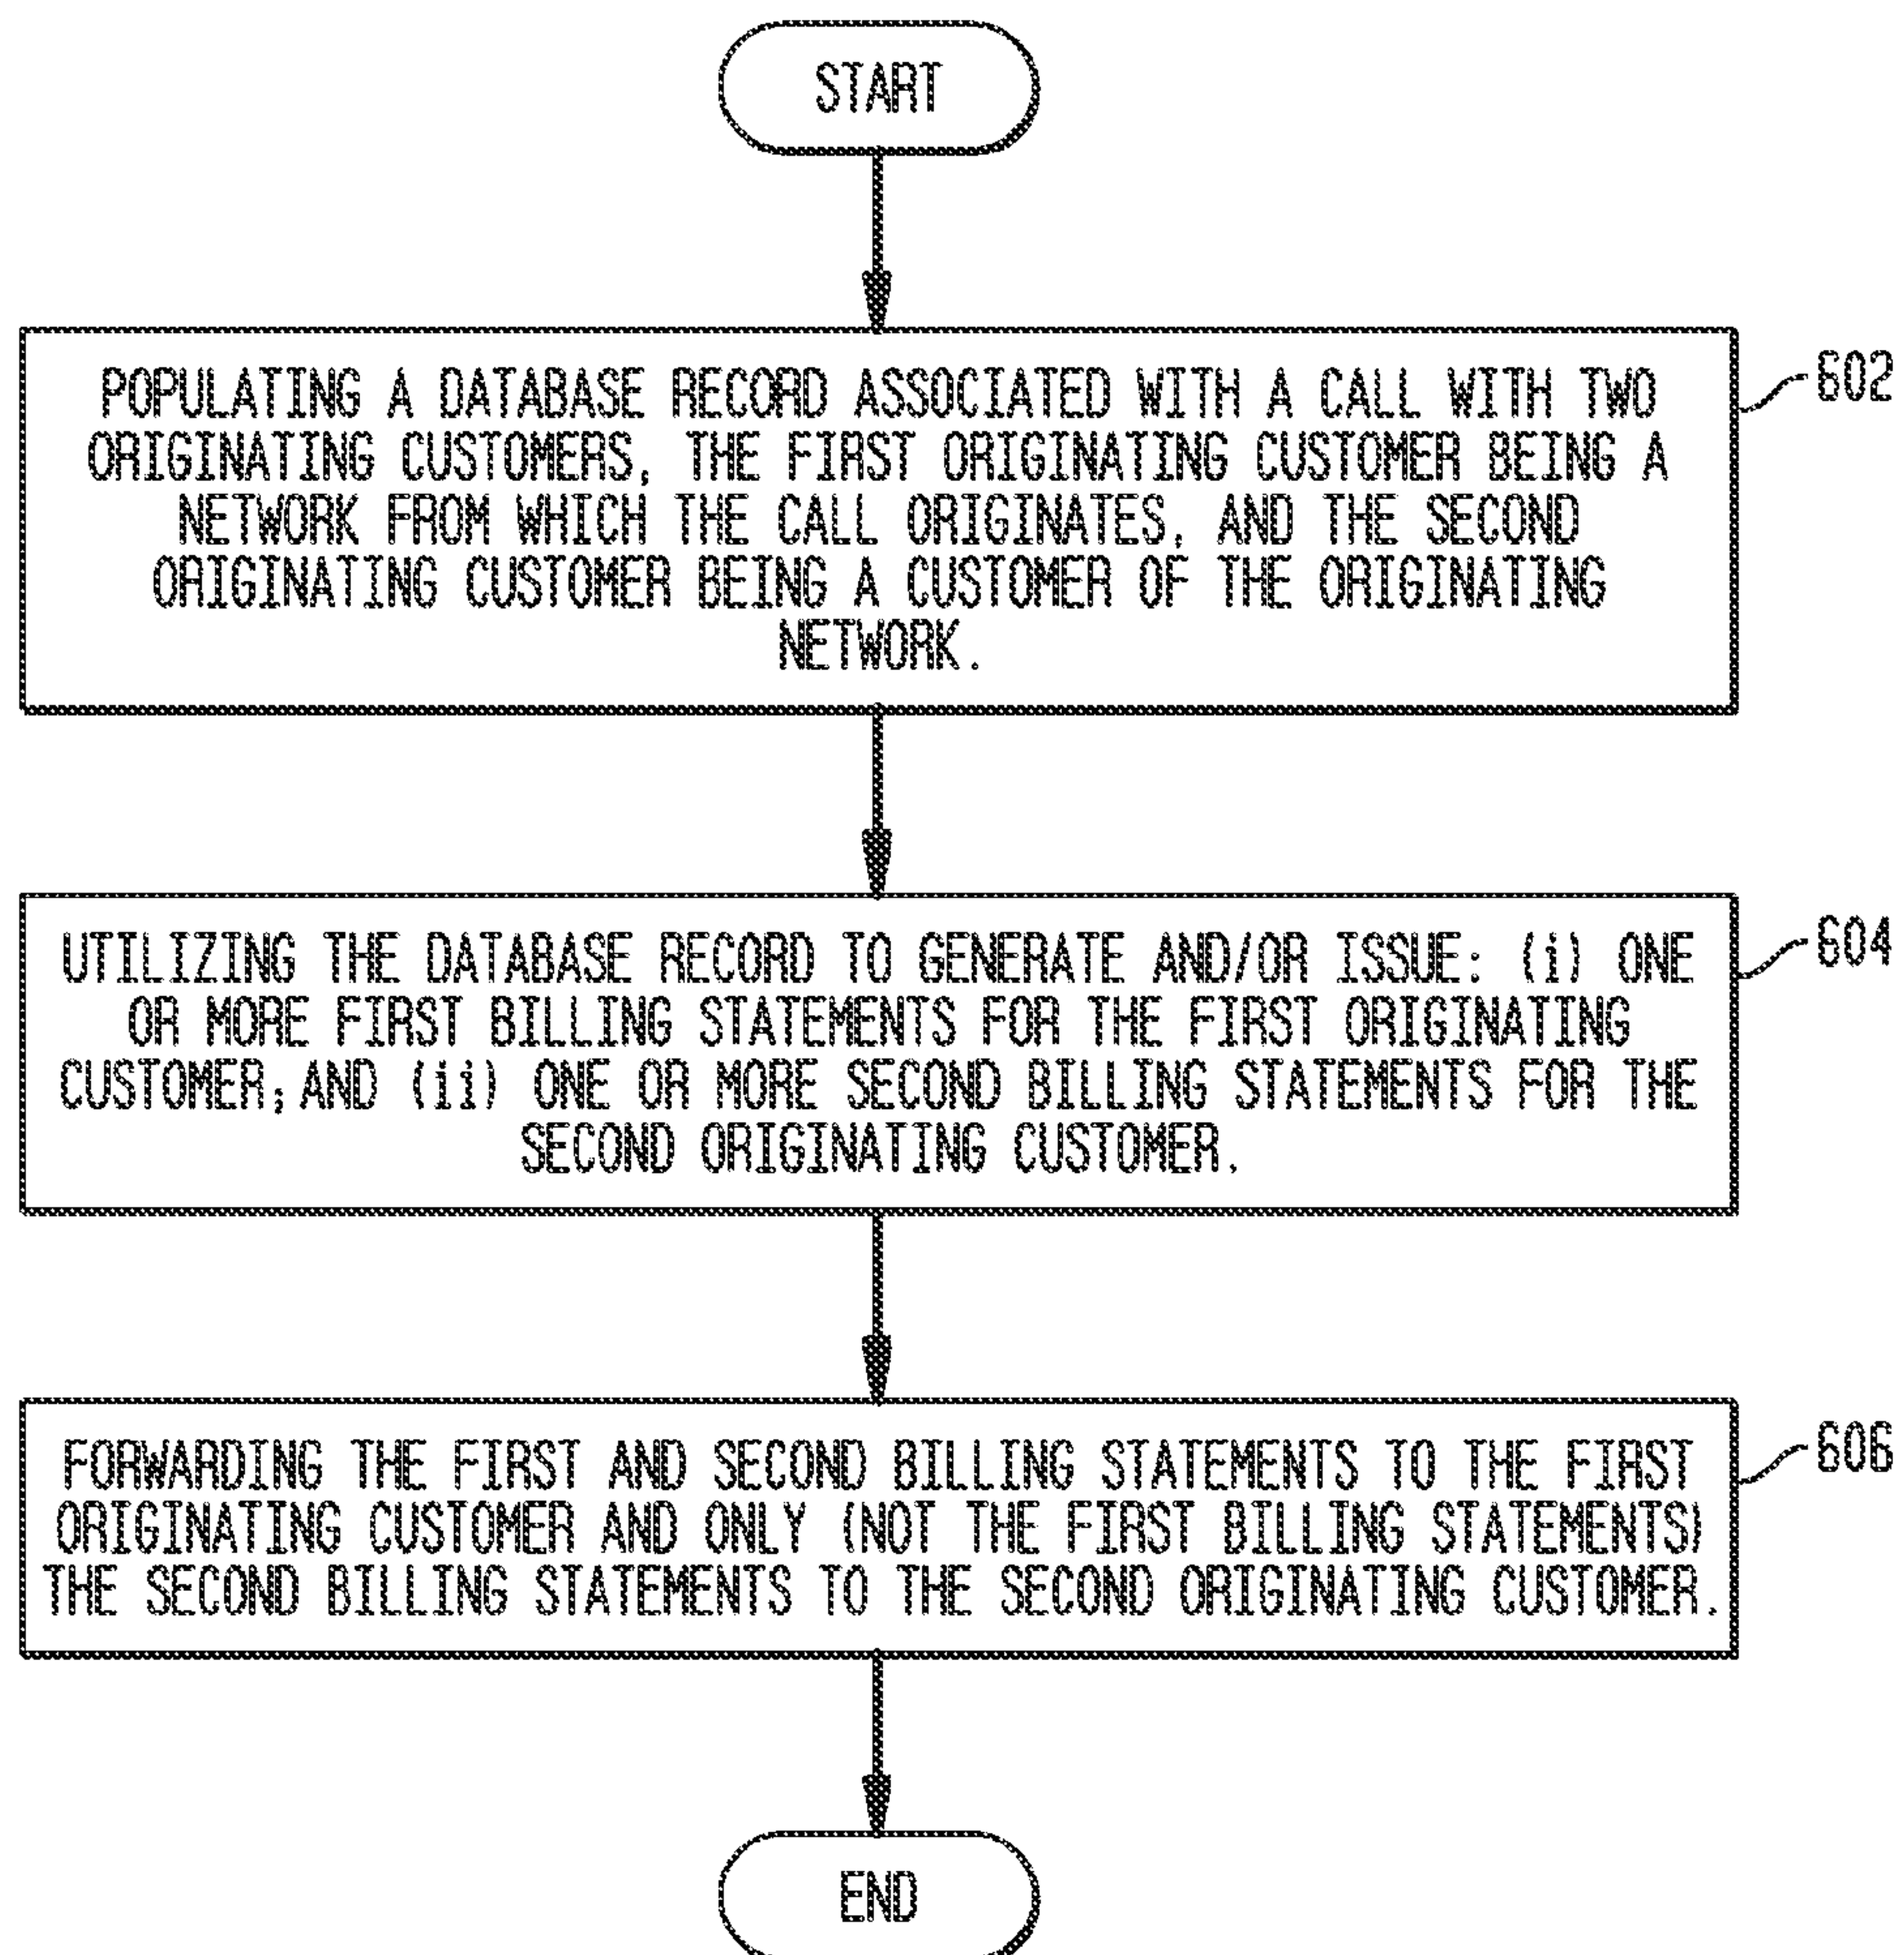 START
POPULATING A DATABASE RECORD ASSOCIATED WITH A CALL WITH TWO
ORIGINATING CUSTOMERS, THE FIRST ORIGINATING CUSTOMER BEING A
NETWORK FROM WHICH THE CALL ORIGINATES, AND THE SECOND
ORIGINATING CUSTOMER BEING A CUSTOMER OF THE ORIGINATING
NETWORK.
602
UTILIZING THE DATABASE RECORD TO GENERATE AND/OR ISSUE: (i) ONE
OR MORE FIRST BILLING STATEMENTS FOR THE FIRST ORIGINATING
CUSTOMER; AND (ii) ONE OR MORE SECOND BILLING STATEMENTS FOR THE
SECOND ORIGINATING CUSTOMER.
604
FORWARDING THE FIRST AND SECOND BILLING STATEMENTS TO THE FIRST
ORIGINATING CUSTOMER AND ONLY (NOT THE FIRST BILLING STATEMENTS)
THE SECOND BILLING STATEMENTS TO THE SECOND ORIGINATING CUSTOMER.
606
END